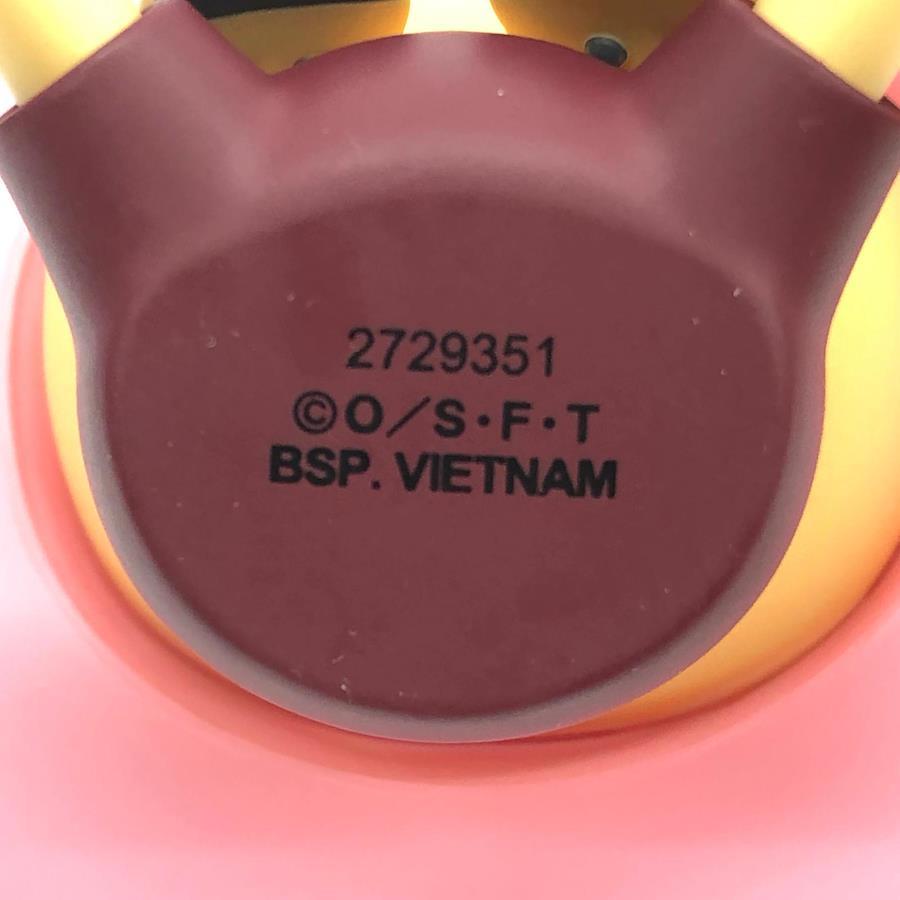 2729351
©O／S・F・T
BSP. VIETNAM